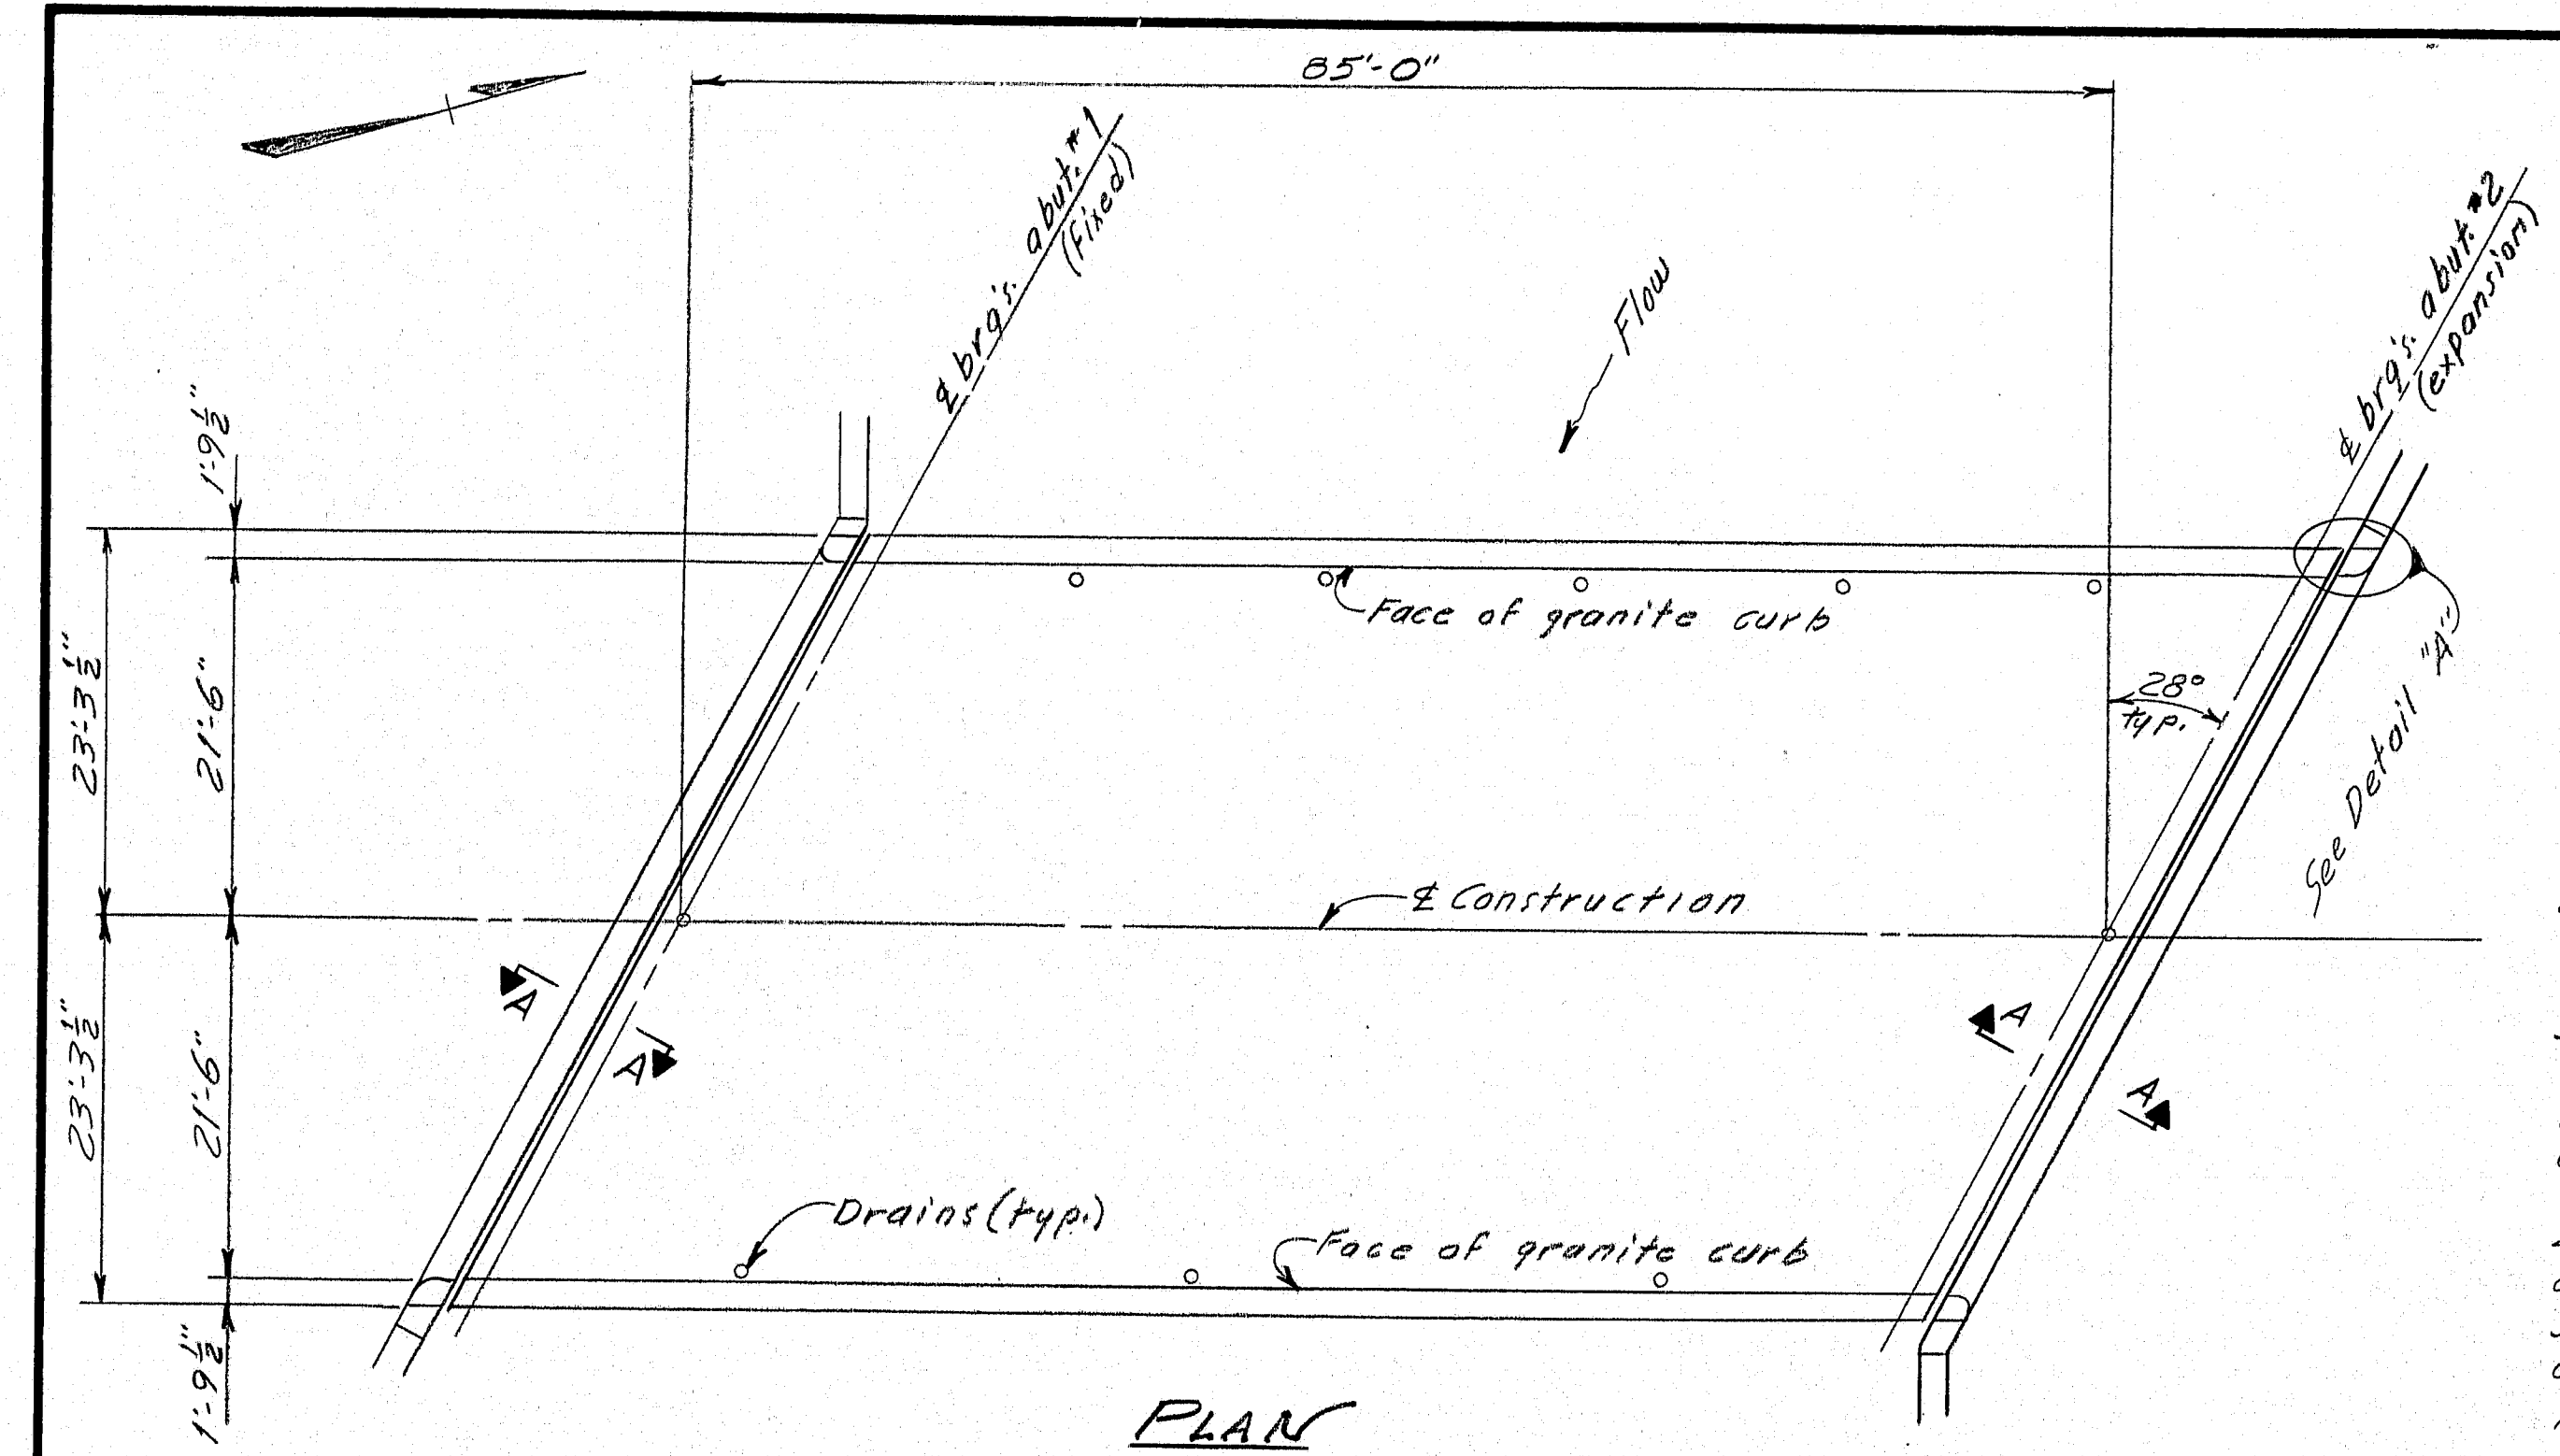 85'-0"
℄ brg's. abut. #1
(fixed)
℄ brg's. abut. #2
(expansion)
Flow
1'-9½"
Face of granite curb
23'-3½"
21'-6"
28°
typ.
See Detail "A"
℄ Construction
A
A
A
A
23'-3½"
21'-6"
Drains (typ.)
Face of granite curb
1'-9½"
PLAN